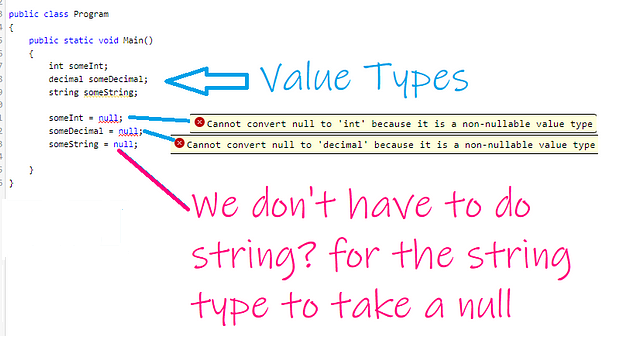 public class Program
{
public static void Main()
{
int someInt;
decimal someDecimal;
string someString;
Value Types
someInt = null;
Cannot convert null to 'int' because it is a non-nullable value type
someDecimal = null;
Cannot convert null to 'decimal' because it is a non-nullable value type
someString = null;
}
}
We don't have to do
string? for the string
type to take a null